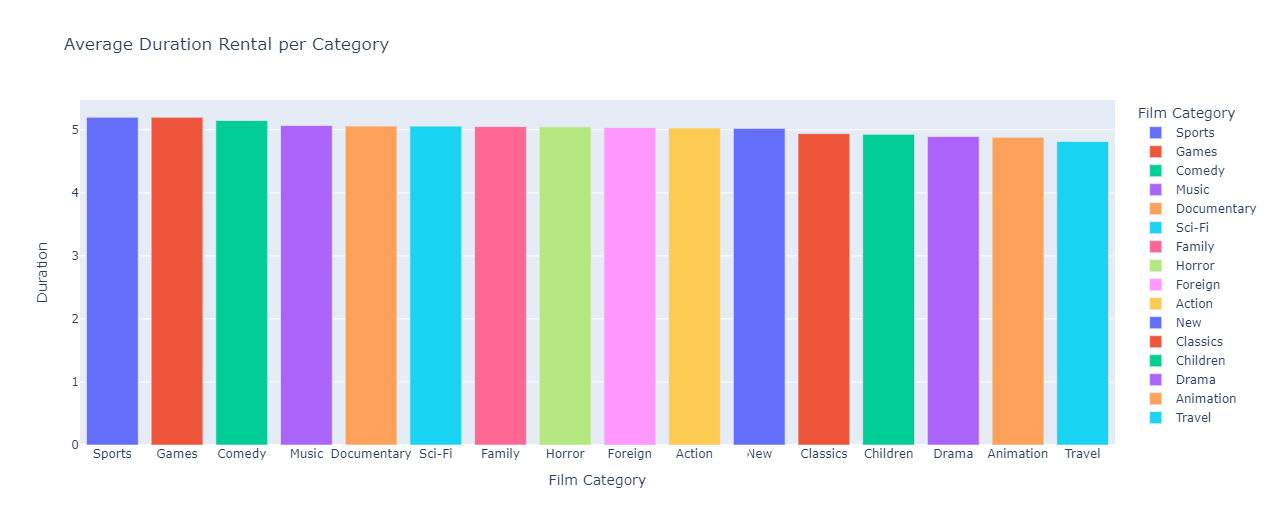 Average Duration Rental per Category
Film Category
Sports
Games
Comedy
Music
Documentary
Sci-Fi
Family
Horror
Foreign
Action
New
Classics
Children
Drama
Animation
Travel
Duration
5
4
3
2
1
0
Sports Games Comedy Music Documentary Sci-Fi Family Horror Foreign Action New Classics Children Drama Animation Travel
Film Category